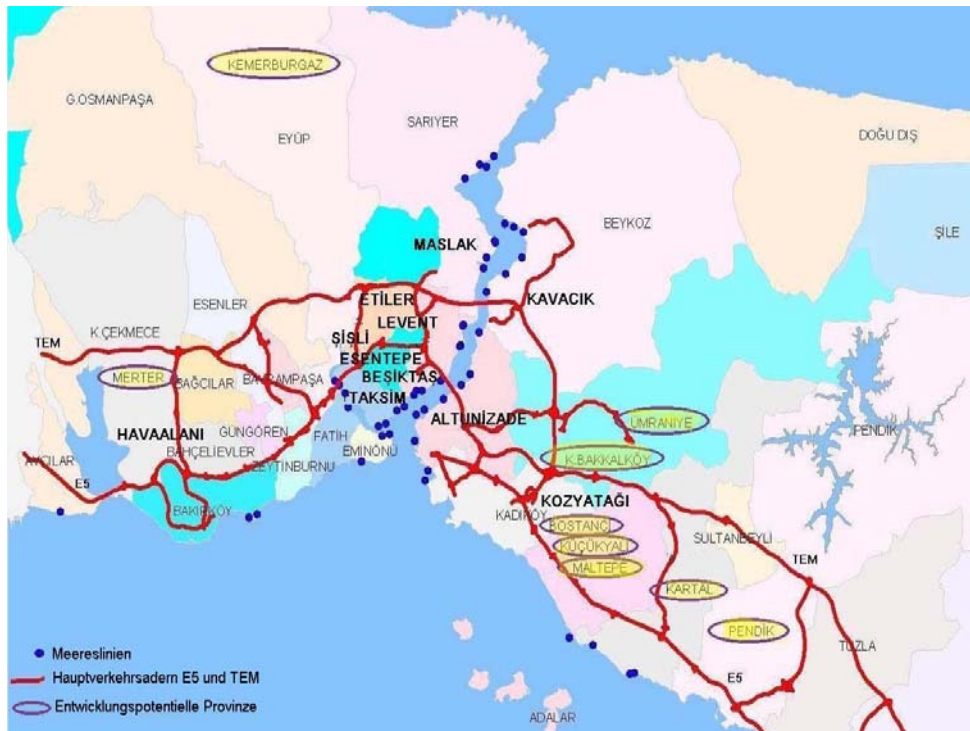 KEMERBURGAZ
G.OSMANPAŞA
SARIYER
EYÜP
DOĞU DIŞ
BEYKOZ
ŞİLE
MASLAK
ETİLER
KAVACIK
ESENLER
LEVENT
K.ÇEKMECE
ŞİŞLİ
TEM
ESENTEPE
MERTER
BAĞCILAR
BAYRAMPAŞA
BEŞİKTAŞ
TAKSİM
ALTUNİZADE
ÜMRANİYE
PENDİK
HAVAALANI
GÜNGÖREN
FATİH
BAHÇELİEVLER
EMİNÖNÜ
K.BAKKALKÖY
AVCILAR
ZEYTİNBURNU
E5
KOZYATAĞI
BAKIRKÖY
KADIKÖY
BOSTANC
SULTANBEYLİ
KÜÇÜKYALI
TEM
MALTEPE
KARTAL
PENDİK
TUZLA
Meereslinien
Hauptverkehrsadern E5 und TEM
E5
Entwicklungspotentielle Provinze
ADALAR